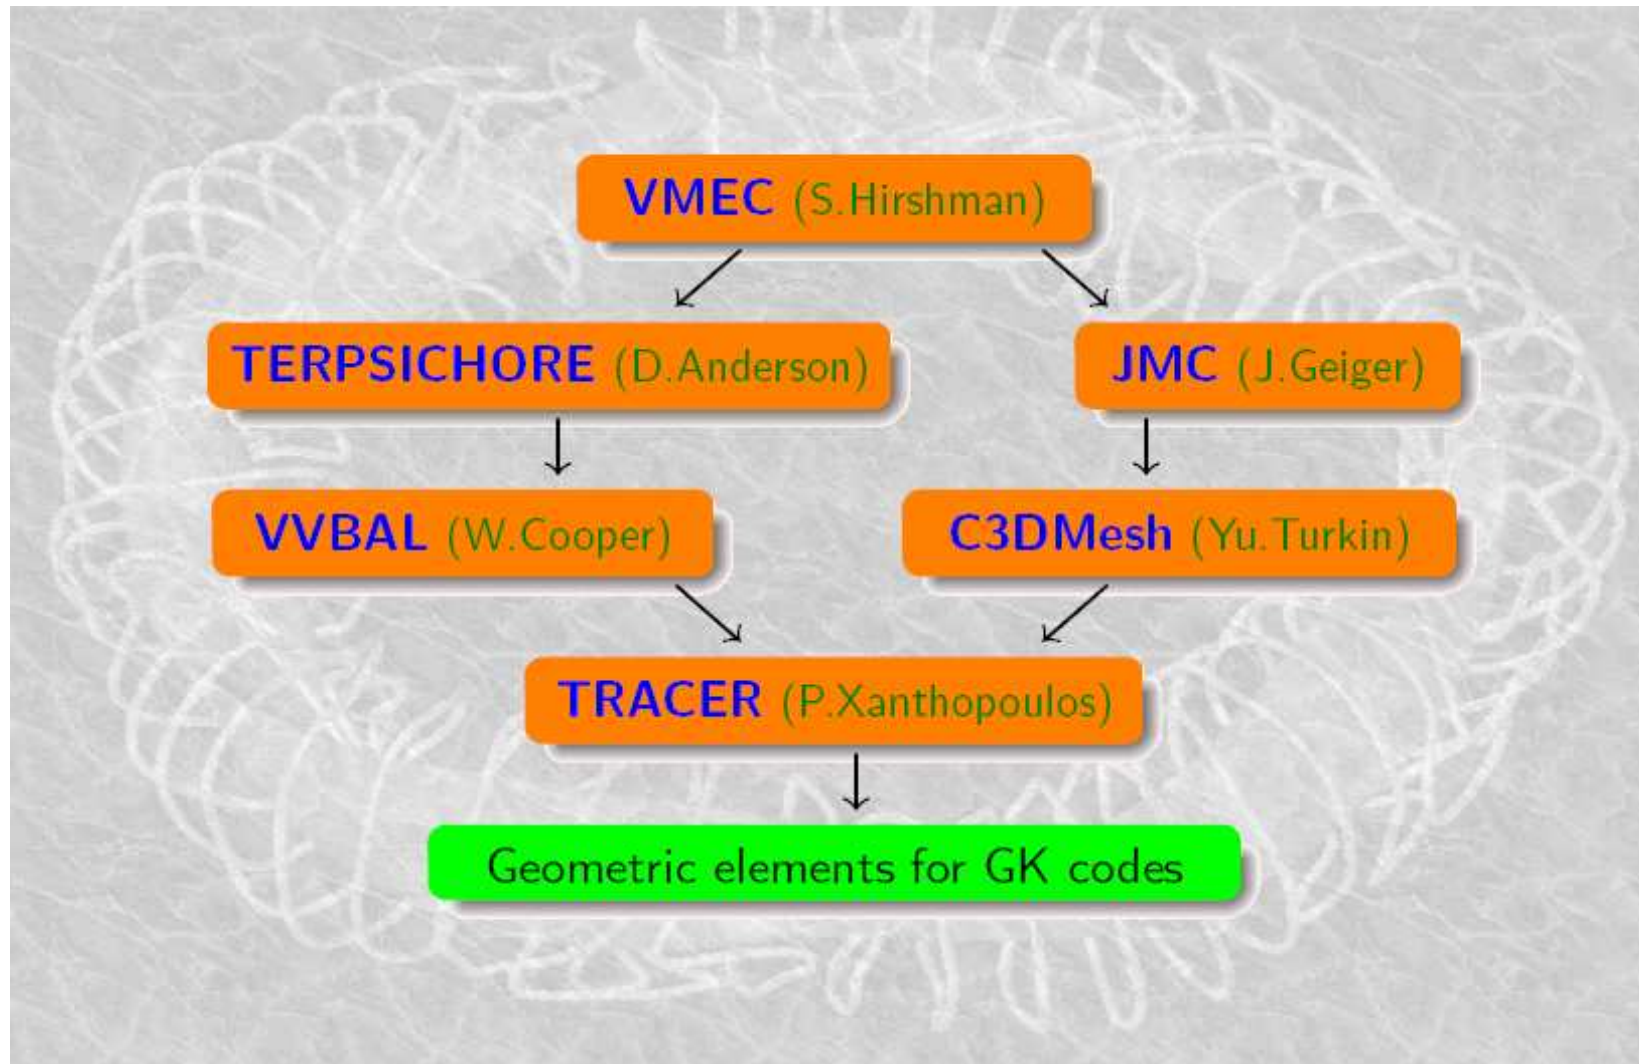 VMEC (S.Hirshman)
TERPSICHORE (D.Anderson)
JMC (J.Geiger)
VVBAL (W.Cooper)
C3DMesh (Yu.Turkin)
TRACER (P.Xanthopoulos)
Geometric elements for GK codes